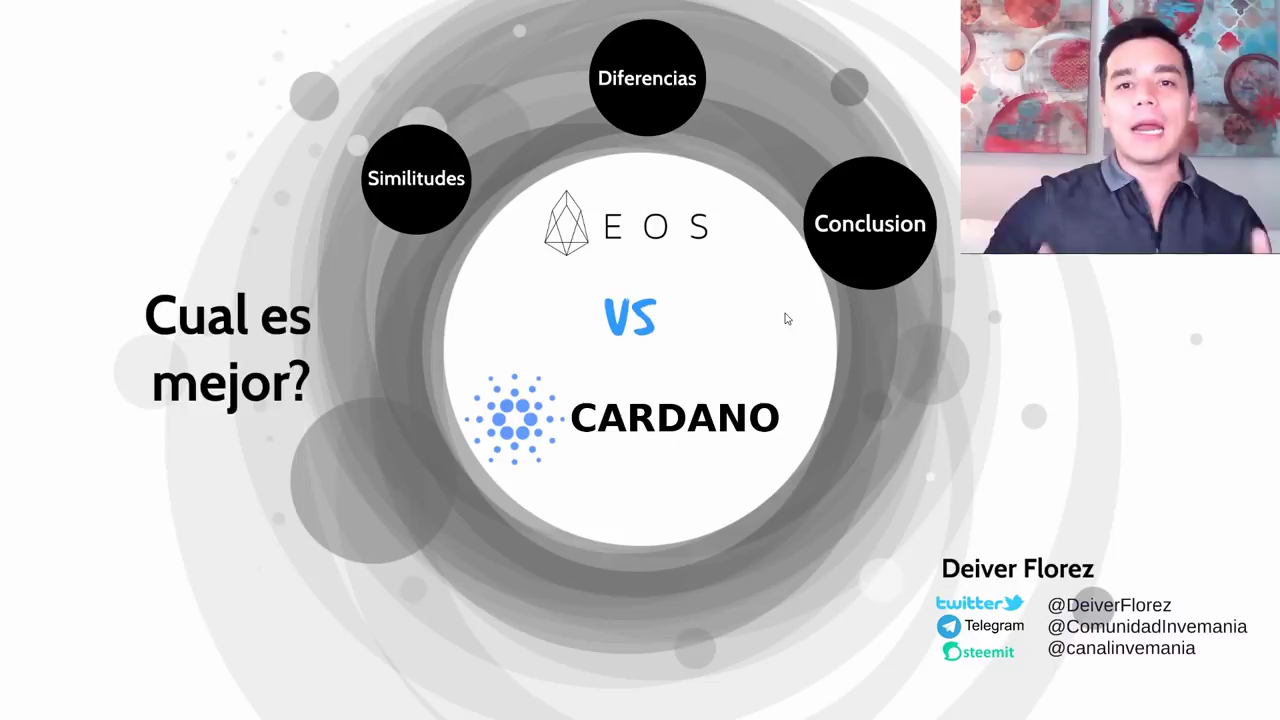 Diferencias
Similitudes
Conclusion
EOS
VS
CARDANO
Cual es
mejor?
Deiver Florez
twitter @DeiverFlorez
Telegram @ComunidadInvemania
steemit @canalinvemania